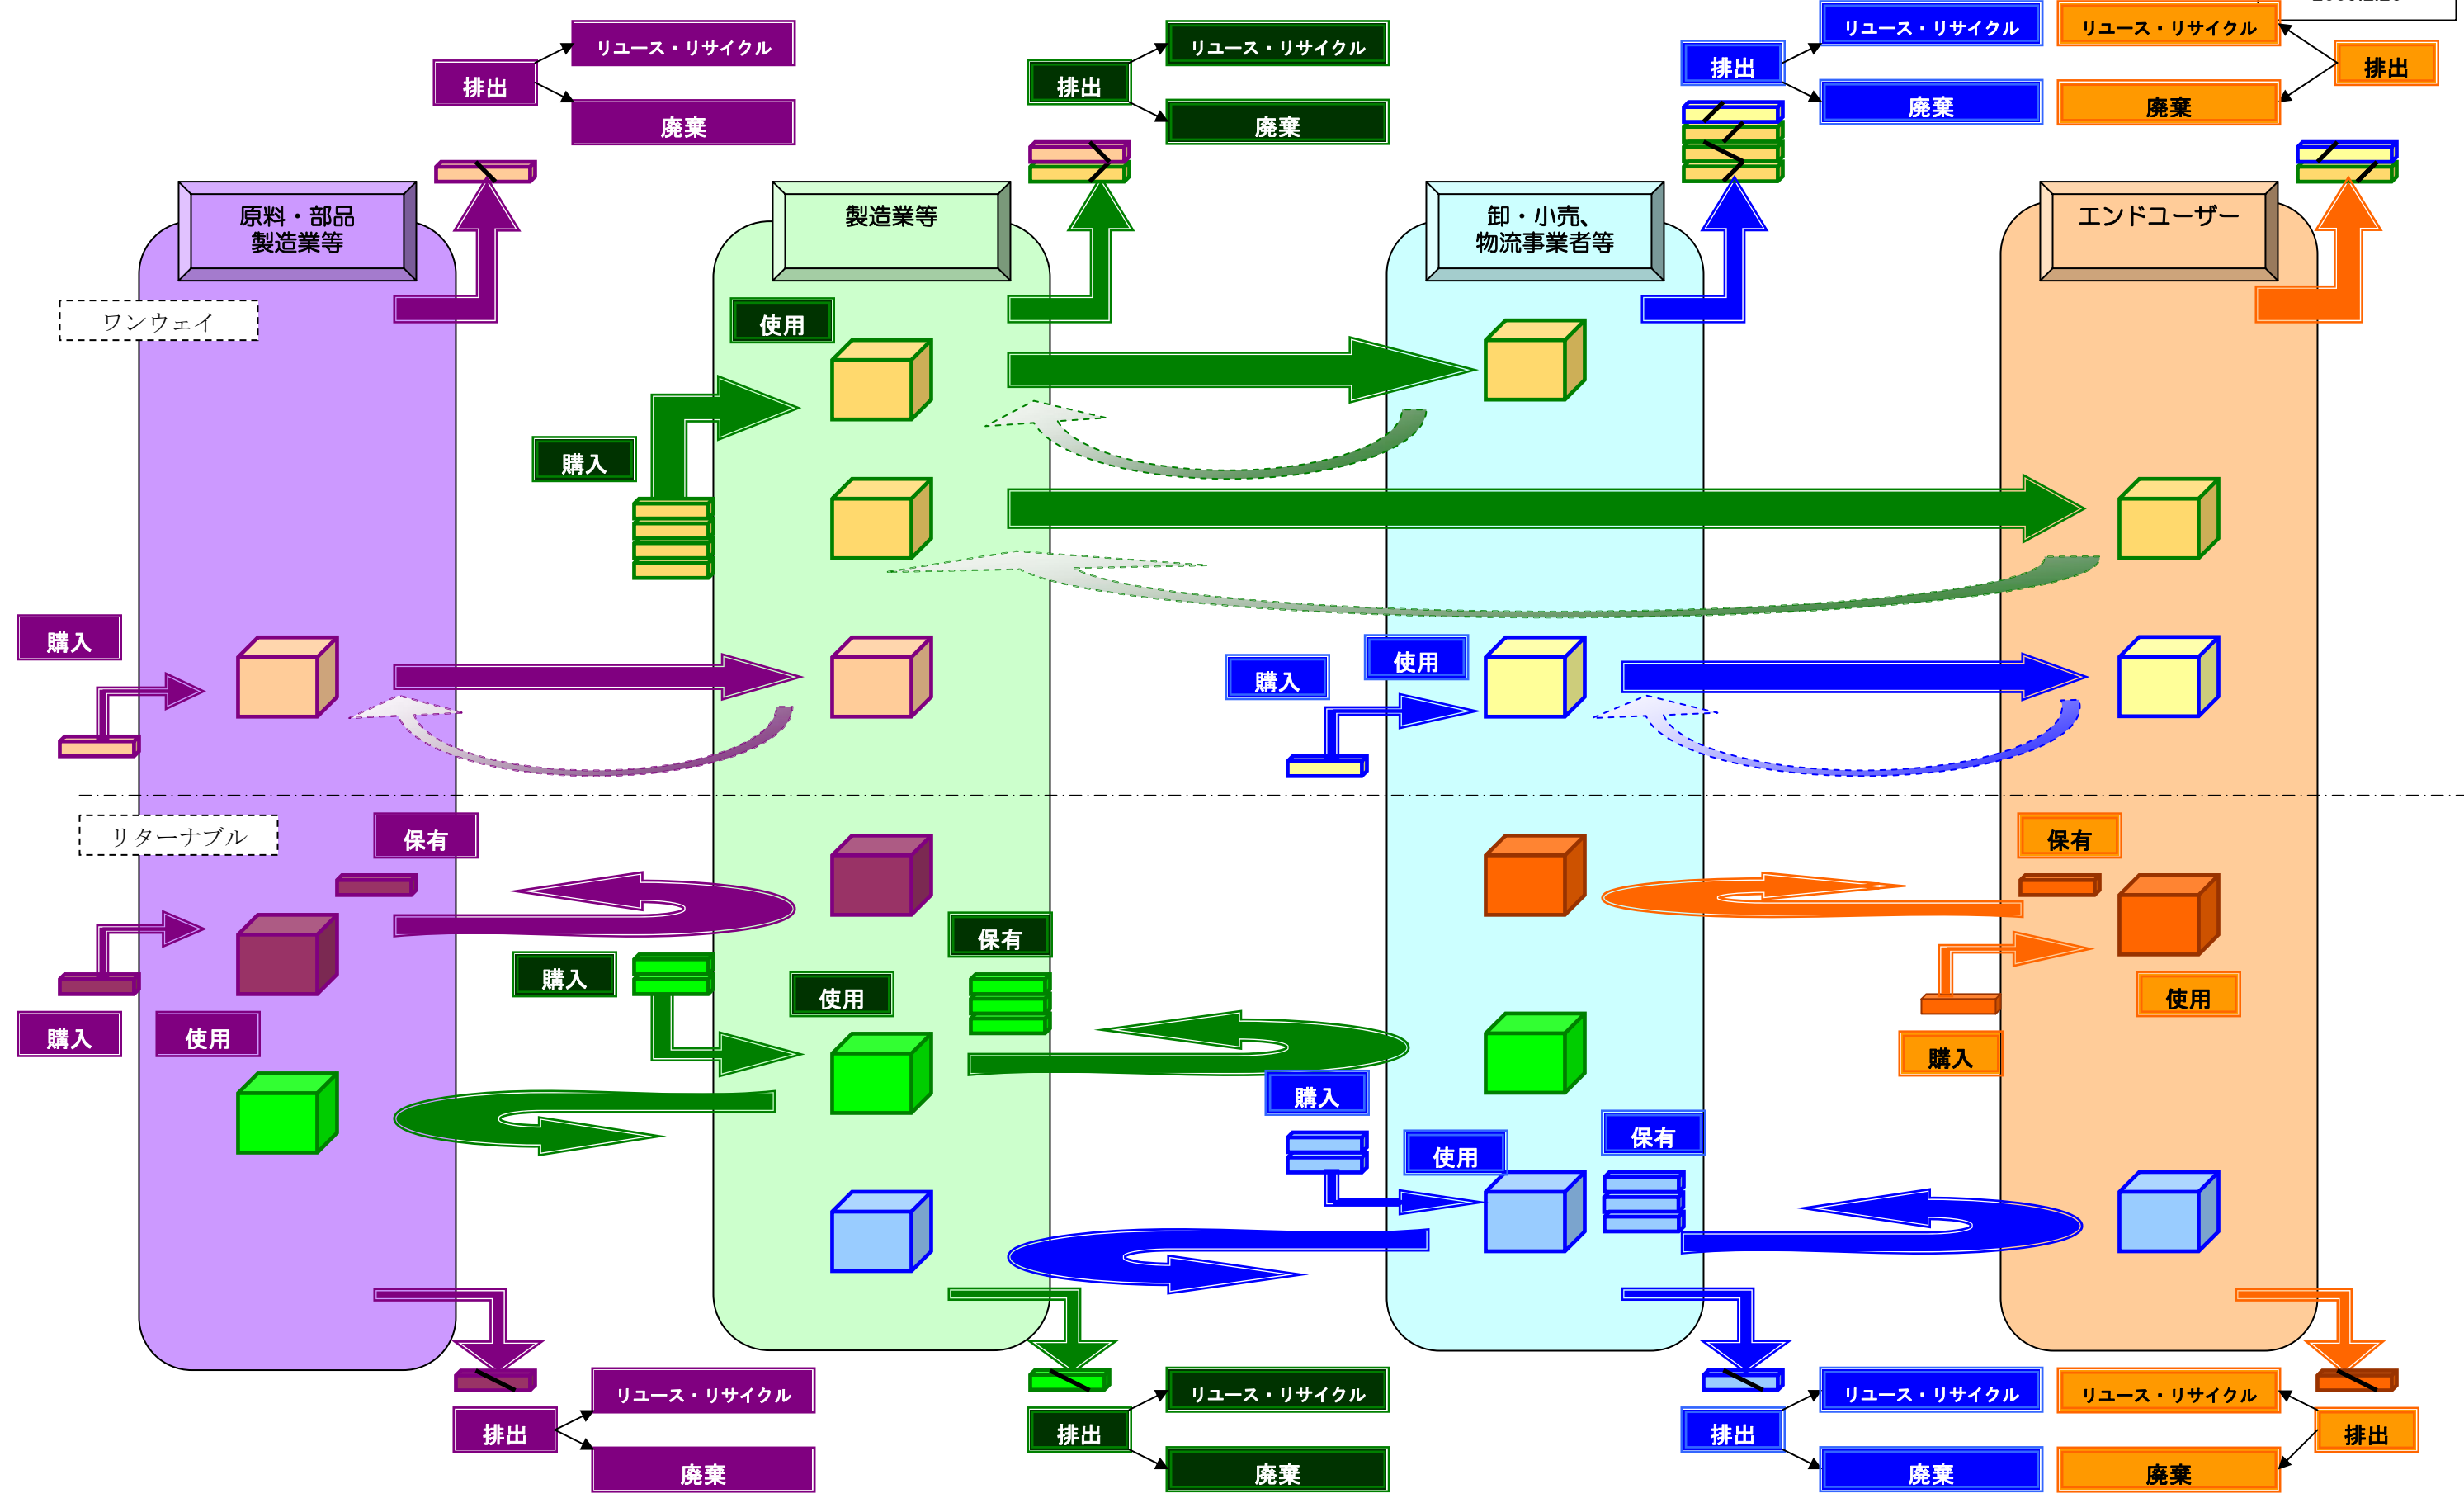 リユース・リサイクル
排出
廃棄
リユース・リサイクル
排出
廃棄
リユース・リサイクル
排出
廃棄
リユース・リサイクル
排出
廃棄
原料・部品
製造業等
製造業等
卸・小売、
物流事業者等
エンドユーザー
ワンウェイ
使用
購入
購入
購入
使用
リターナブル
保有
購入
使用
購入
使用
保有
保有
使用
購入
購入
使用
保有
リユース・リサイクル
排出
廃棄
リユース・リサイクル
排出
廃棄
リユース・リサイクル
排出
廃棄
リユース・リサイクル
排出
廃棄